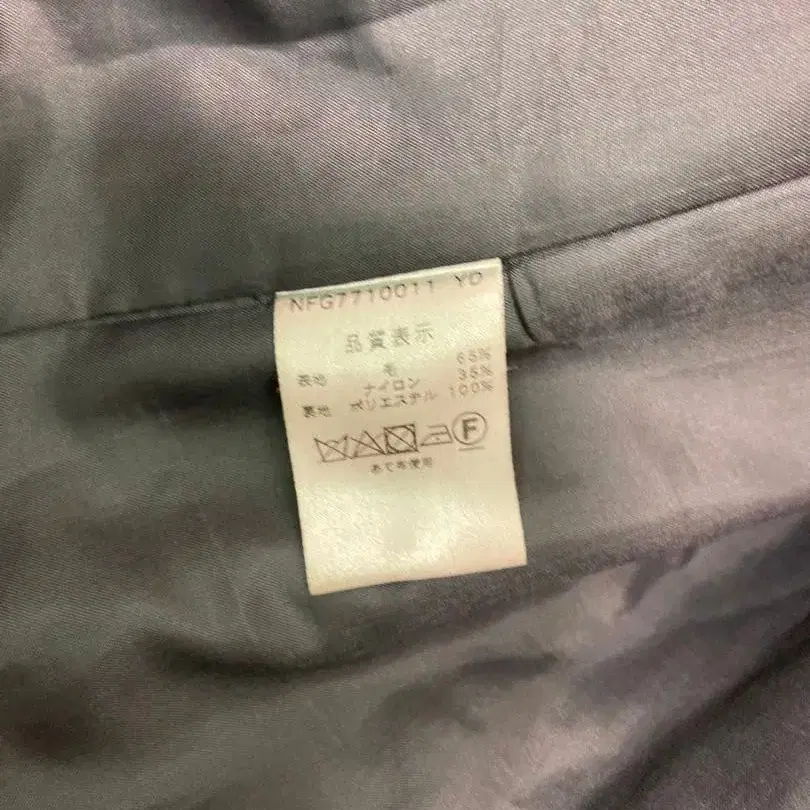 NFG7710011 YD
品質表示
表地 毛 65%
ナイロン 35%
裏地 ポリエステル 100%
F
あて布使用